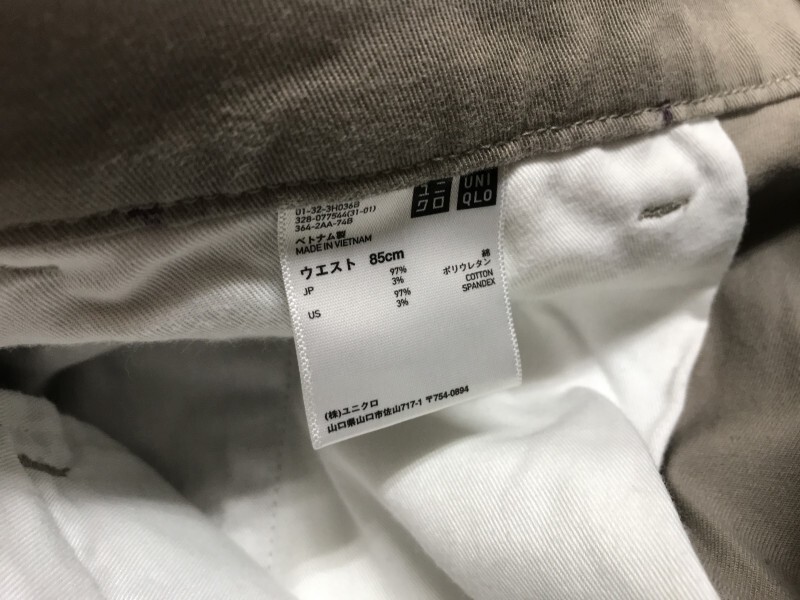 ユニクロ UNIQLO
01-32-3H036B
328-077544(31-01)
364-2AA-74B
ベトナム製
MADE IN VIETNAM
ウエスト 85cm
JP 97% 綿
3% ポリウレタン
US 97% COTTON
3% SPANDEX
(株)ユニクロ
山口県山口市佐山717-1 〒754-0894